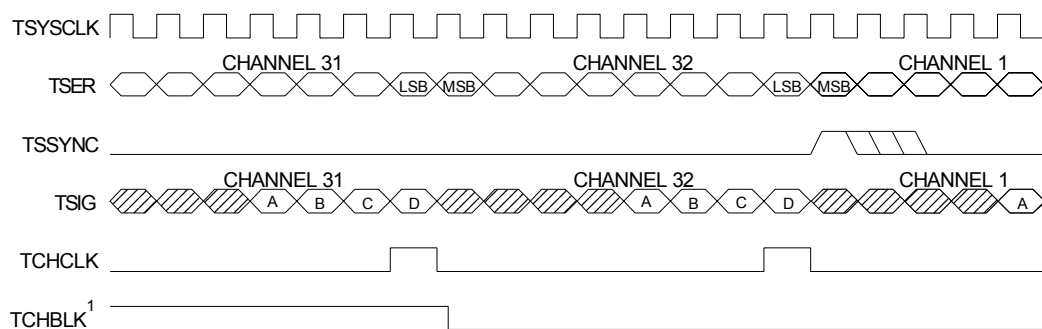 TSYSCLK
CHANNEL 31 CHANNEL 32 CHANNEL 1
TSER LSB MSB LSB MSB
TSSYNC
CHANNEL 31 CHANNEL 32 CHANNEL 1
TSIG A B C D A B C D A
TCHCLK
TCHBLK1